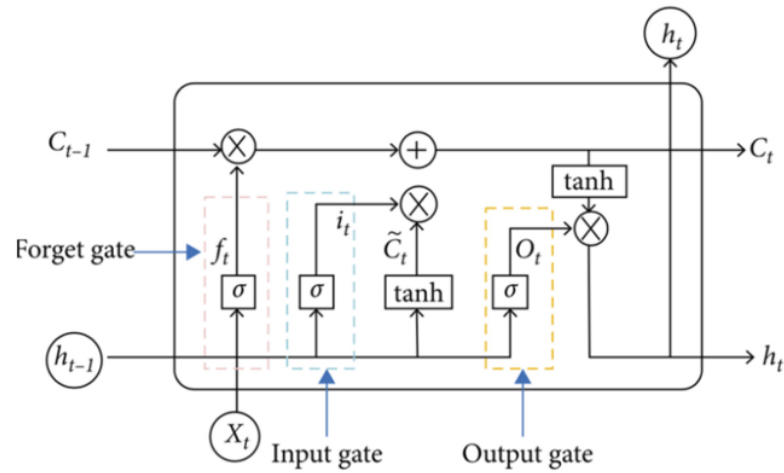 h_t
C_{t-1}
X
+
C_t
tanh
X
i_t
C̃_t
O_t
X
Forget gate
f_t
σ
σ
tanh
σ
h_{t-1}
h_t
X_t
Input gate
Output gate